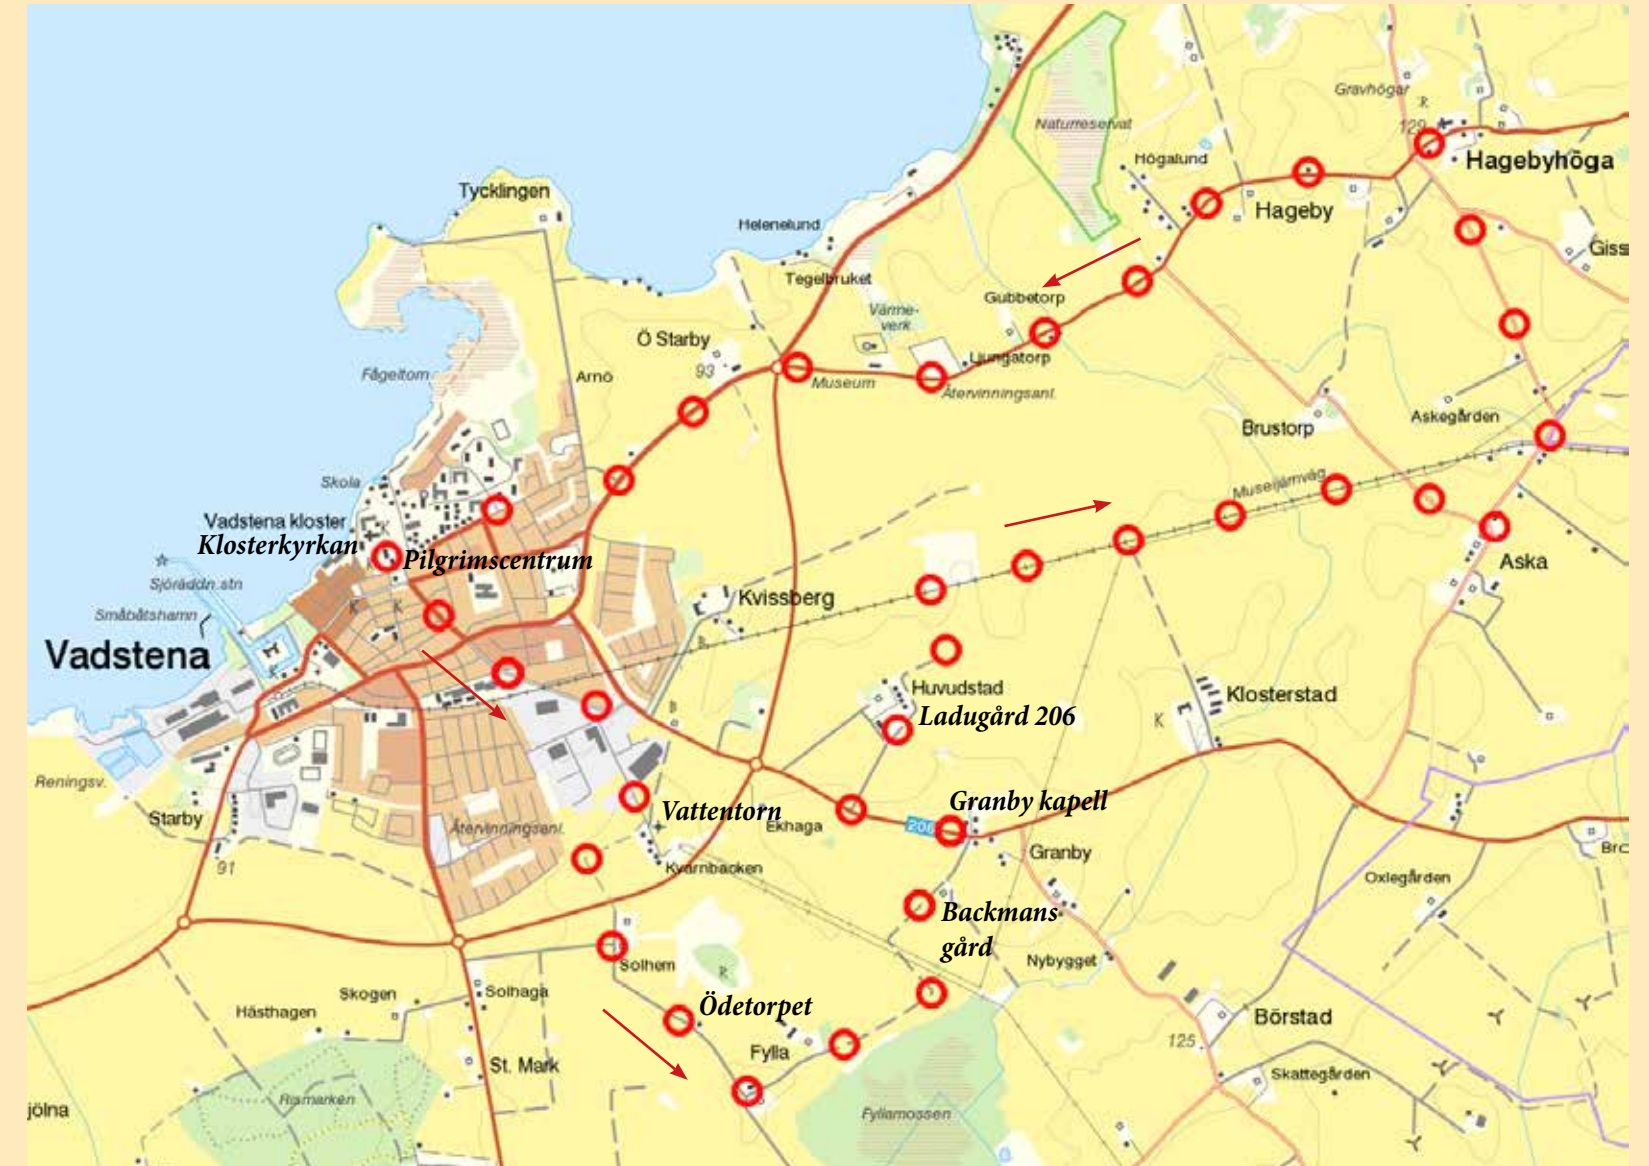 Gravhögar
R
129
Naturreservat
Högalund
Hagebyhöga
Tycklingen
Hageby
Helenelund
Giss
Tegelbruket
Gubbetorp
Värme-
verk
Ö Starby
Ljungatorp
93
Museum
Återvinningsanl.
Fågeltorn
Arnö
Askegården
Brustorp
Skola
Museijärnväg
P
Vadstena kloster
K
Klosterkyrkan
Pilgrimscentrum
Aska
Sjöräddn.stn
Kvissberg
K
K
Småbåtshamn
Vadstena
R
Huvudstad
Klosterstad
B
Ladugård 206
K
Reningsv.
Vattentorn
Granby kapell
Starby
Ekhaga
206
Återvinningsanl.
Granby
Brc
91
Kvarnbacken
Oxlegården
Backmans-
gård
Nybygget
Solhem
R
Skogen
Solhaga
Ödetorpet
Hästhagen
Börstad
Fylla
125
St. Mark
Skattegården
Rismarken
jölna
Fyllamossen